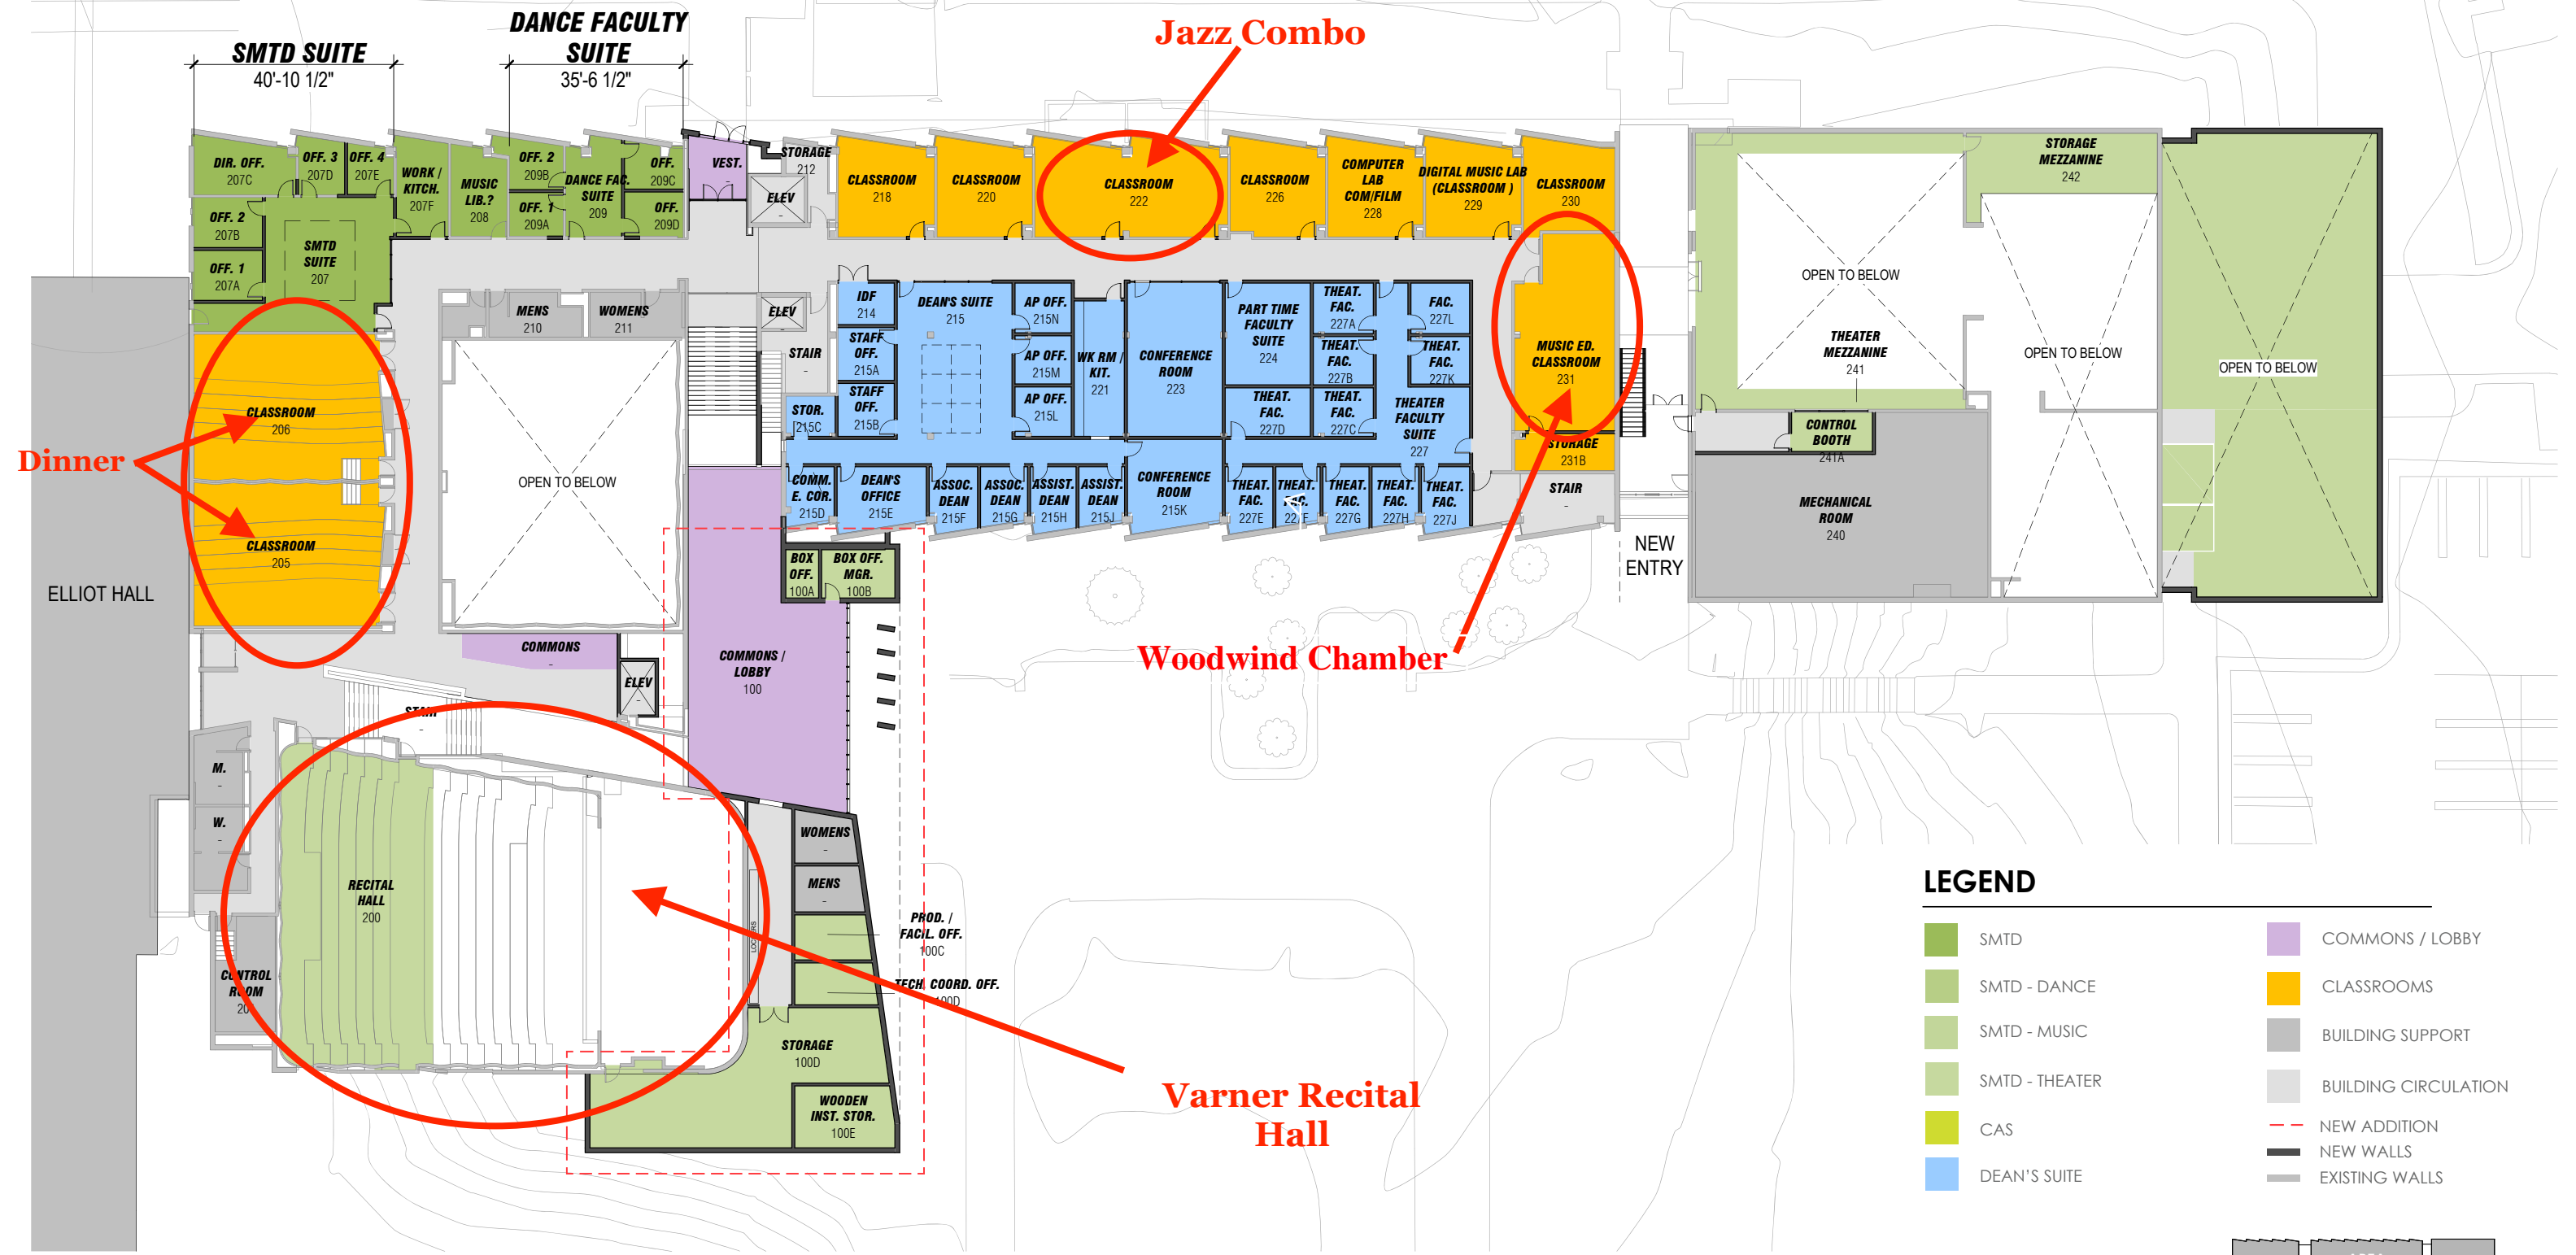 DANCE FACULTY
SUITE
35'-6 1/2"
SMTD SUITE
40'-10 1/2"
Jazz Combo
DIR. OFF.
207C
OFF. 3
207D
OFF. 4
207E
WORK /
KITCH.
207F
MUSIC
LIB.?
208
OFF. 2
209B
OFF. 1
209A
DANCE FAC.
SUITE
209
OFF.
209C
OFF.
209D
VEST.
-
STORAGE
212
ELEV
-
CLASSROOM
218
CLASSROOM
220
CLASSROOM
222
CLASSROOM
226
COMPUTER
LAB
COM/FILM
228
DIGITAL MUSIC LAB
(CLASSROOM )
229
CLASSROOM
230
STORAGE
MEZZANINE
242
OFF. 2
207B
OFF. 1
207A
SMTD
SUITE
207
MENS
210
WOMENS
211
ELEV
-
STAIR
-
IDF
214
STAFF
OFF.
215A
STAFF
OFF.
215B
STOR.
215C
DEAN'S SUITE
215
AP OFF.
215N
AP OFF.
215M
AP OFF.
215L
WK RM /
KIT.
221
CONFERENCE
ROOM
223
PART TIME
FACULTY
SUITE
224
THEAT.
FAC.
227A
THEAT.
FAC.
227B
THEAT.
FAC.
227C
THEAT.
FAC.
227D
FAC.
227L
THEAT.
FAC.
227K
THEATER
FACULTY
SUITE
227
MUSIC ED.
CLASSROOM
231
STORAGE
231B
STAIR
-
OPEN TO BELOW
THEATER
MEZZANINE
241
OPEN TO BELOW
OPEN TO BELOW
CONTROL
BOOTH
241A
MECHANICAL
ROOM
240
Dinner
CLASSROOM
206
CLASSROOM
205
OPEN TO BELOW
COMM.
E. COR.
215D
DEAN'S
OFFICE
215E
ASSOC.
DEAN
215F
ASSOC.
DEAN
215G
ASSIST.
DEAN
215H
ASSIST.
DEAN
215J
CONFERENCE
ROOM
215K
THEAT.
FAC.
227E
THEAT.
FAC.
227F
THEAT.
FAC.
227G
THEAT.
FAC.
227H
THEAT.
FAC.
227J
NEW
ENTRY
ELLIOT HALL
BOX
OFF.
100A
BOX OFF.
MGR.
100B
COMMONS
-
ELEV
-
COMMONS /
LOBBY
100
Woodwind Chamber
STAIR
-
M.
-
W.
-
RECITAL
HALL
200
CONTROL
ROOM
LOCKERS
WOMENS
-
MENS
-
PROD. /
FACIL. OFF.
100C
TECH. COORD. OFF.
100D
STORAGE
100D
WOODEN
INST. STOR.
100E
Varner Recital
Hall
LEGEND
SMTD
SMTD - DANCE
SMTD - MUSIC
SMTD - THEATER
CAS
DEAN'S SUITE
COMMONS / LOBBY
CLASSROOMS
BUILDING SUPPORT
BUILDING CIRCULATION
NEW ADDITION
NEW WALLS
EXISTING WALLS